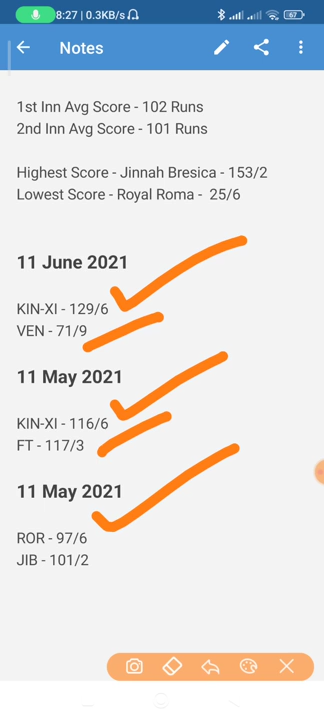 8:27 | 0.3KB/s
67
Notes
1st Inn Avg Score - 102 Runs
2nd Inn Avg Score - 101 Runs
Highest Score - Jinnah Bresica - 153/2
Lowest Score - Royal Roma - 25/6
11 June 2021
KIN-XI - 129/6
VEN - 71/9
11 May 2021
KIN-XI - 116/6
FT - 117/3
11 May 2021
ROR - 97/6
JIB - 101/2